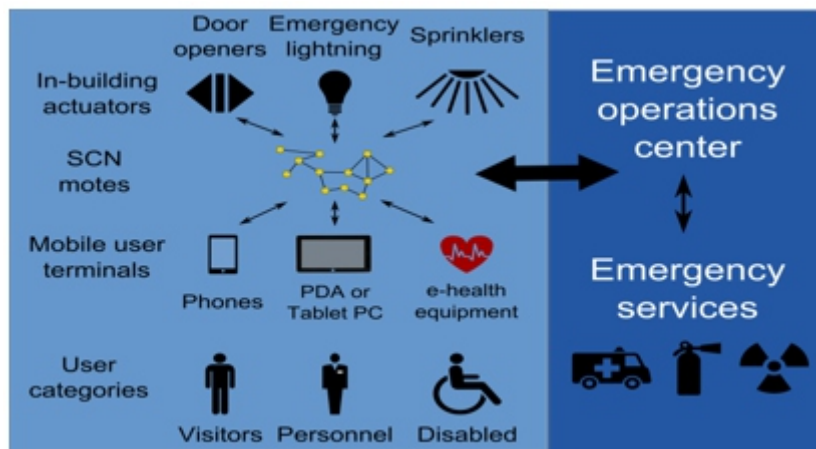 Door
openers
Emergency
lightning
Sprinklers
In-building
actuators
SCN
motes
Mobile user
terminals
Phones
PDA or
Tablet PC
e-health
equipment
User
categories
Visitors
Personnel
Disabled
Emergency
operations
center
Emergency
services